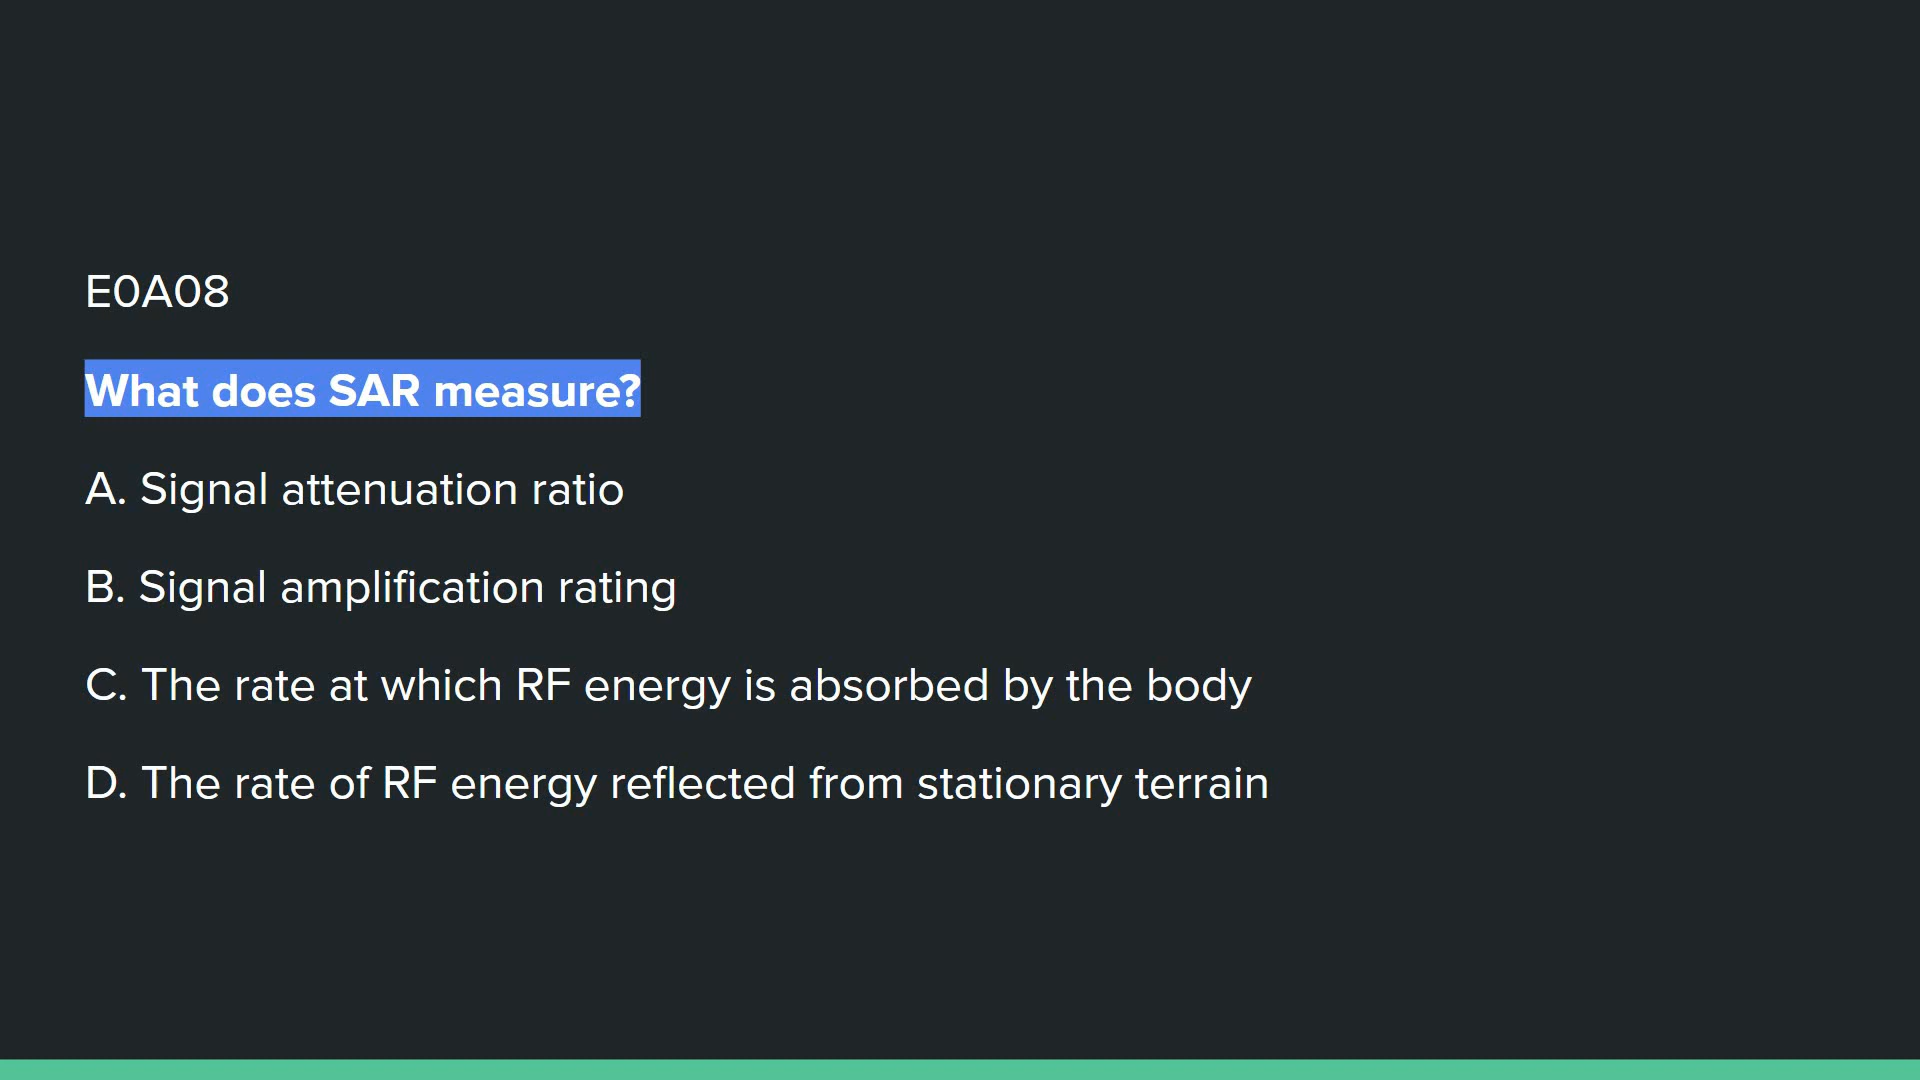 E0A08
What does SAR measure?
A. Signal attenuation ratio
B. Signal amplification rating
C. The rate at which RF energy is absorbed by the body
D. The rate of RF energy reflected from stationary terrain